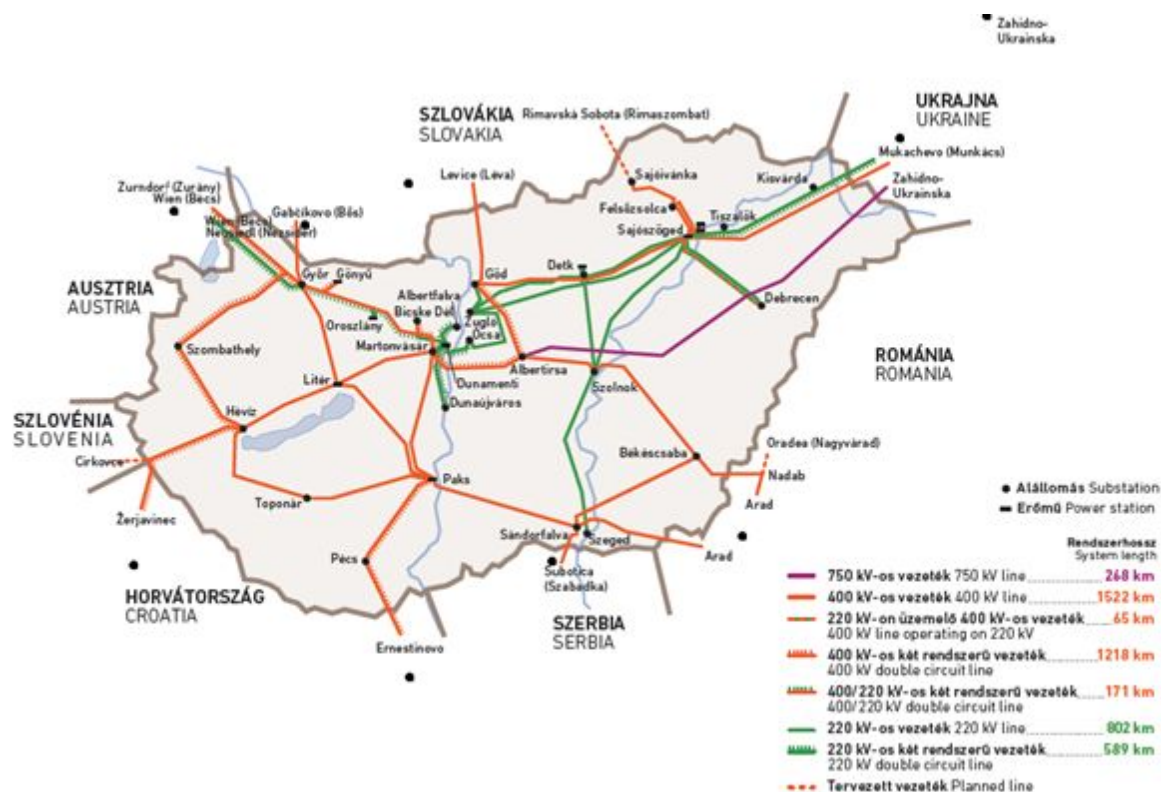 Zahidno-
Ukrainska
UKRAJNA
UKRAINE
SZLOVÁKIA
SLOVAKIA
Rimavská Sobota (Rimaszombat)
Mukachevo (Munkács)
Levice (Léva)
Sajóivánka
Kisvárda
Zahidno-
Ukrainska
Zurndorf (Zurány)
Wien (Bécs)
Gabčíkovo (Bős)
Felsőzsolca
Tiszalök
Wien (Bécs)
Neusiedl (Nezsider)
Sajószöged
AUSZTRIA
AUSTRIA
Győr
Gönyű
Göd
Detk
Debrecen
Albertfalva
Bicske Dél
Zugló
Ócsa
Oroszlány
Martonvásár
Szombathely
Albertirsa
ROMÁNIA
ROMANIA
Litér
Dunamenti
Szolnok
Dunaújváros
SZLOVÉNIA
SLOVENIA
Hévíz
Cirkovce
Oradea (Nagyvárad)
Békéscsaba
Nadab
Paks
Toponár
Arad
Žerjavinec
Sándorfalva
Szeged
Arad
Pécs
Subotica
(Szabadka)
HORVÁTORSZÁG
CROATIA
SZERBIA
SERBIA
Ernestinovo
Alállomás Substation
Erőmű Power station
Rendszerhossz
System length
750 kV-os vezeték 750 kV line 268 km
400 kV-os vezeték 400 kV line 1522 km
220 kV-on üzemelő 400 kV-os vezeték 65 km
400 kV line operating on 220 kV
400 kV-os két rendszerű vezeték 1218 km
400 kV double circuit line
400/220 kV-os két rendszerű vezeték 171 km
400/220 kV double circuit line
220 kV-os vezeték 220 kV line 802 km
220 kV-os két rendszerű vezeték 589 km
220 kV double circuit line
Tervezett vezeték Planned line